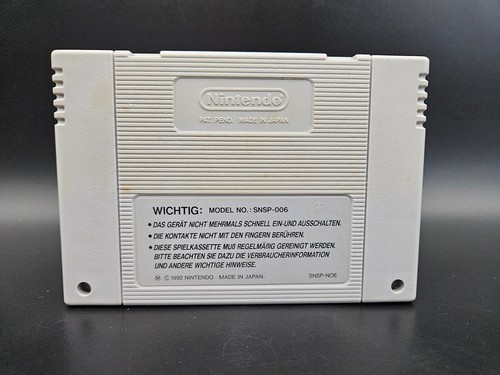 Nintendo
PAT. PEND. MADE IN JAPAN
WICHTIG: MODEL NO.: SNSP-006
• DAS GERÄT NICHT MEHRMALS SCHNELL EIN-UND AUSSCHALTEN.
• DIE KONTAKTE NICHT MIT DEN FINGERN BERÜHREN.
• DIESE SPIELKASSETTE MUß REGELMÄßIG GEREINIGT WERDEN.
BITTE BEACHTEN SIE DAZU DIE VERBRAUCHERINFORMATION
UND ANDERE WICHTIGE HINWEISE.
Ⓜ © 1992 NINTENDO MADE IN JAPAN SNSP-NOE